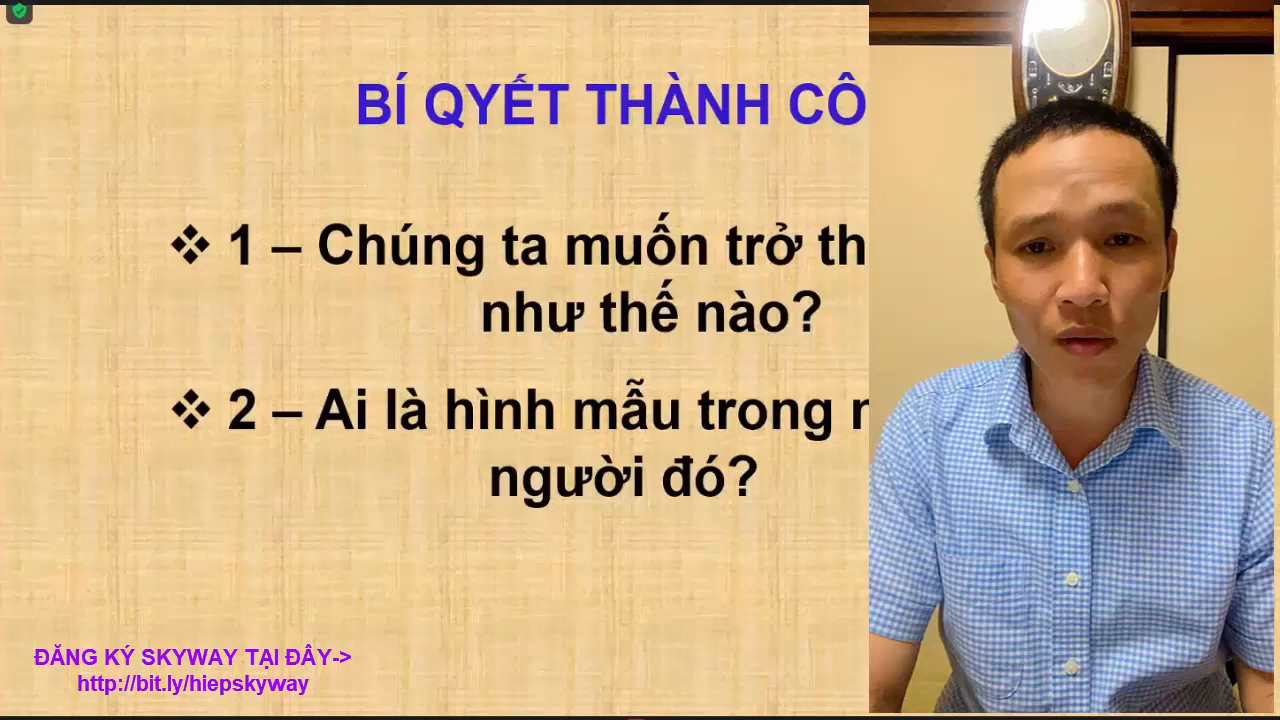 BÍ QYẾT THÀNH CÔ
❖ 1 – Chúng ta muốn trở th
như thế nào?
❖ 2 – Ai là hình mẫu trong
người đó?
ĐĂNG KÝ SKYWAY TẠI ĐÂY->
http://bit.ly/hiepskyway